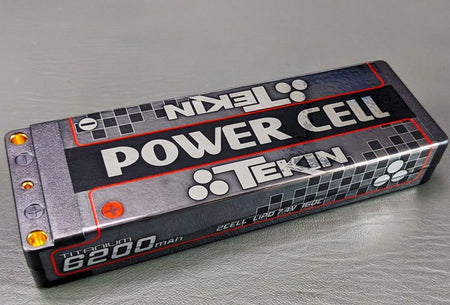 TEKIN
POWER CELL
TEKIN
TITANIUM
6200MAH
2CELL LIPO 7.4V 160C